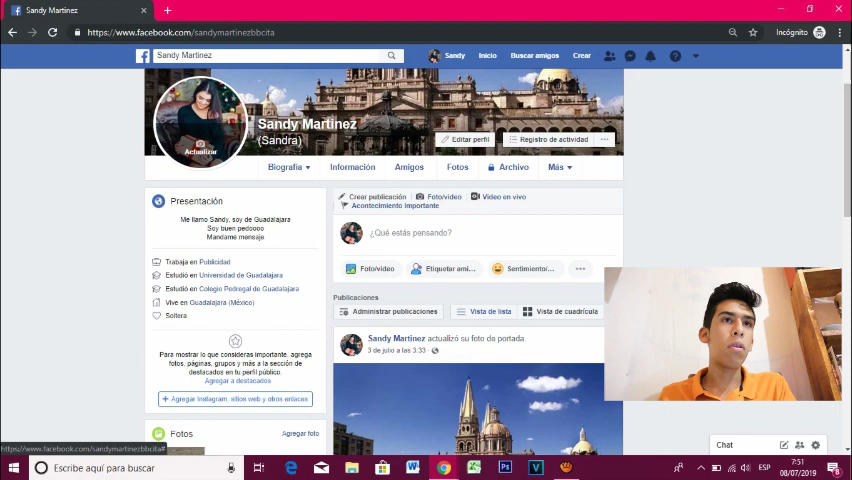 Sandy Martinez
https://www.facebook.com/sandymartinezbbcita
Incógnito
Sandy Martinez
Sandy
Inicio
Buscar amigos
Crear
Actualizar
Sandy Martinez
(Sandra)
Editar perfil
Registro de actividad
Biografía
Información
Amigos
Fotos
Archivo
Más
Presentación
Me llamo Sandy, soy de Guadalajara
Soy buen pedoooo
Mandame mensaje
Trabaja en Publicidad
Estudió en Universidad de Guadalajara
Estudió en Colegio Pedregal de Guadalajara
Vive en Guadalajara (México)
Soltera
Para mostrar lo que consideras importante, agrega
fotos, páginas, grupos y más a la sección de
destacados en tu perfil público.
Agregar a destacados
+ Agregar Instagram, sitios web y otros enlaces
Fotos
Agregar foto
Crear publicación
Foto/video
Video en vivo
Acontecimiento importante
¿Qué estás pensando?
Foto/video
Etiquetar ami...
Sentimiento/...
Publicaciones
Administrar publicaciones
Vista de lista
Vista de cuadrícula
Sandy Martinez actualizó su foto de portada.
3 de julio a las 3:33
Chat
https://www.facebook.com/sandymartinezbbcita#
Escribe aquí para buscar
ESP
7:51
08/07/2019
8